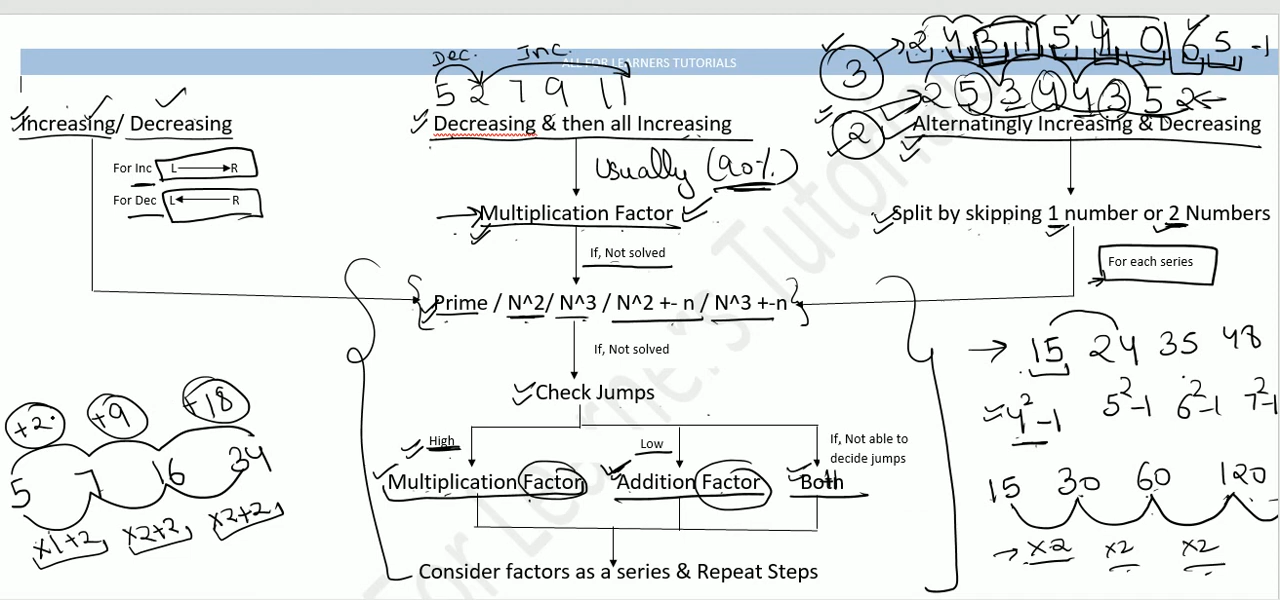 2 4 3 1 5 4 0 6 5 -1
Dec. Inc.
ALL FOR LEARNERS TUTORIALS
3
5 2 7 9 11
2 5 3 4 4 3 5 2
Increasing/ Decreasing
Decreasing & then all Increasing
2
Alternatingly Increasing & Decreasing
For Inc L R
Usually (90%)
For Dec L R
Multiplication Factor
Split by skipping 1 number or 2 Numbers
If, Not solved
For each series
Prime / N^2/ N^3 / N^2 +- n / N^3 +-n
If, Not solved
15 24 35 48
Check Jumps
4²-1 5²-1 6²-1 7²-1
+2 +9 +18
High
Low
If, Not able to
decide jumps
5 7 16 34
Multiplication Factor
Addition Factor
Both
15 30 60 120
x1+2 x2+2 x2+2
x2 x2 x2
Consider factors as a series & Repeat Steps
For Learners Tutorials